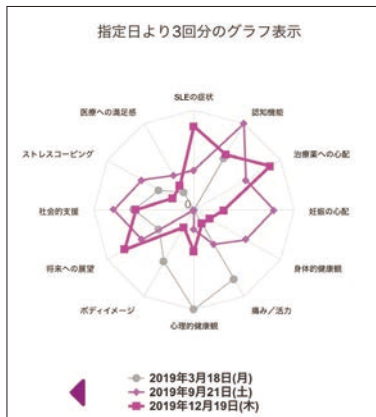 指定日より3回分のグラフ表示
SLEの症状
認知機能
治療薬への心配
妊娠の心配
身体的健康観
痛み／活力
心理的健康観
ボディイメージ
将来への展望
社会的支援
ストレスコーピング
医療への満足感
0
2019年3月18日(月)
2019年9月21日(土)
2019年12月19日(木)